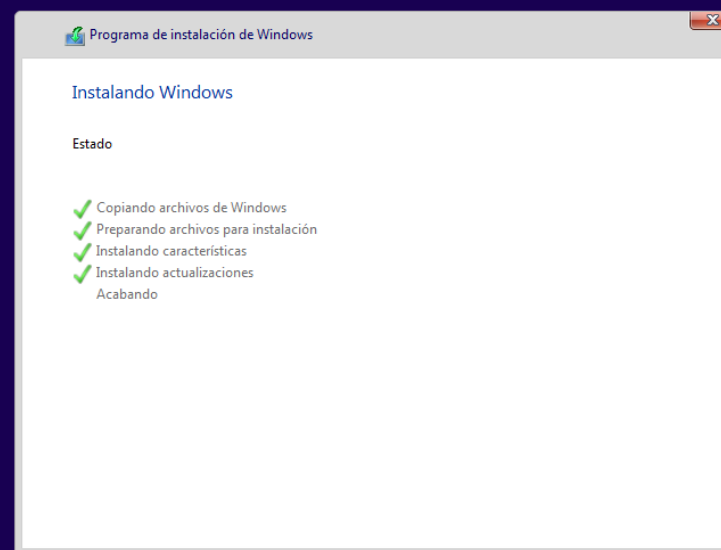 Programa de instalación de Windows
Instalando Windows
Estado
Copiando archivos de Windows
Preparando archivos para instalación
Instalando características
Instalando actualizaciones
Acabando